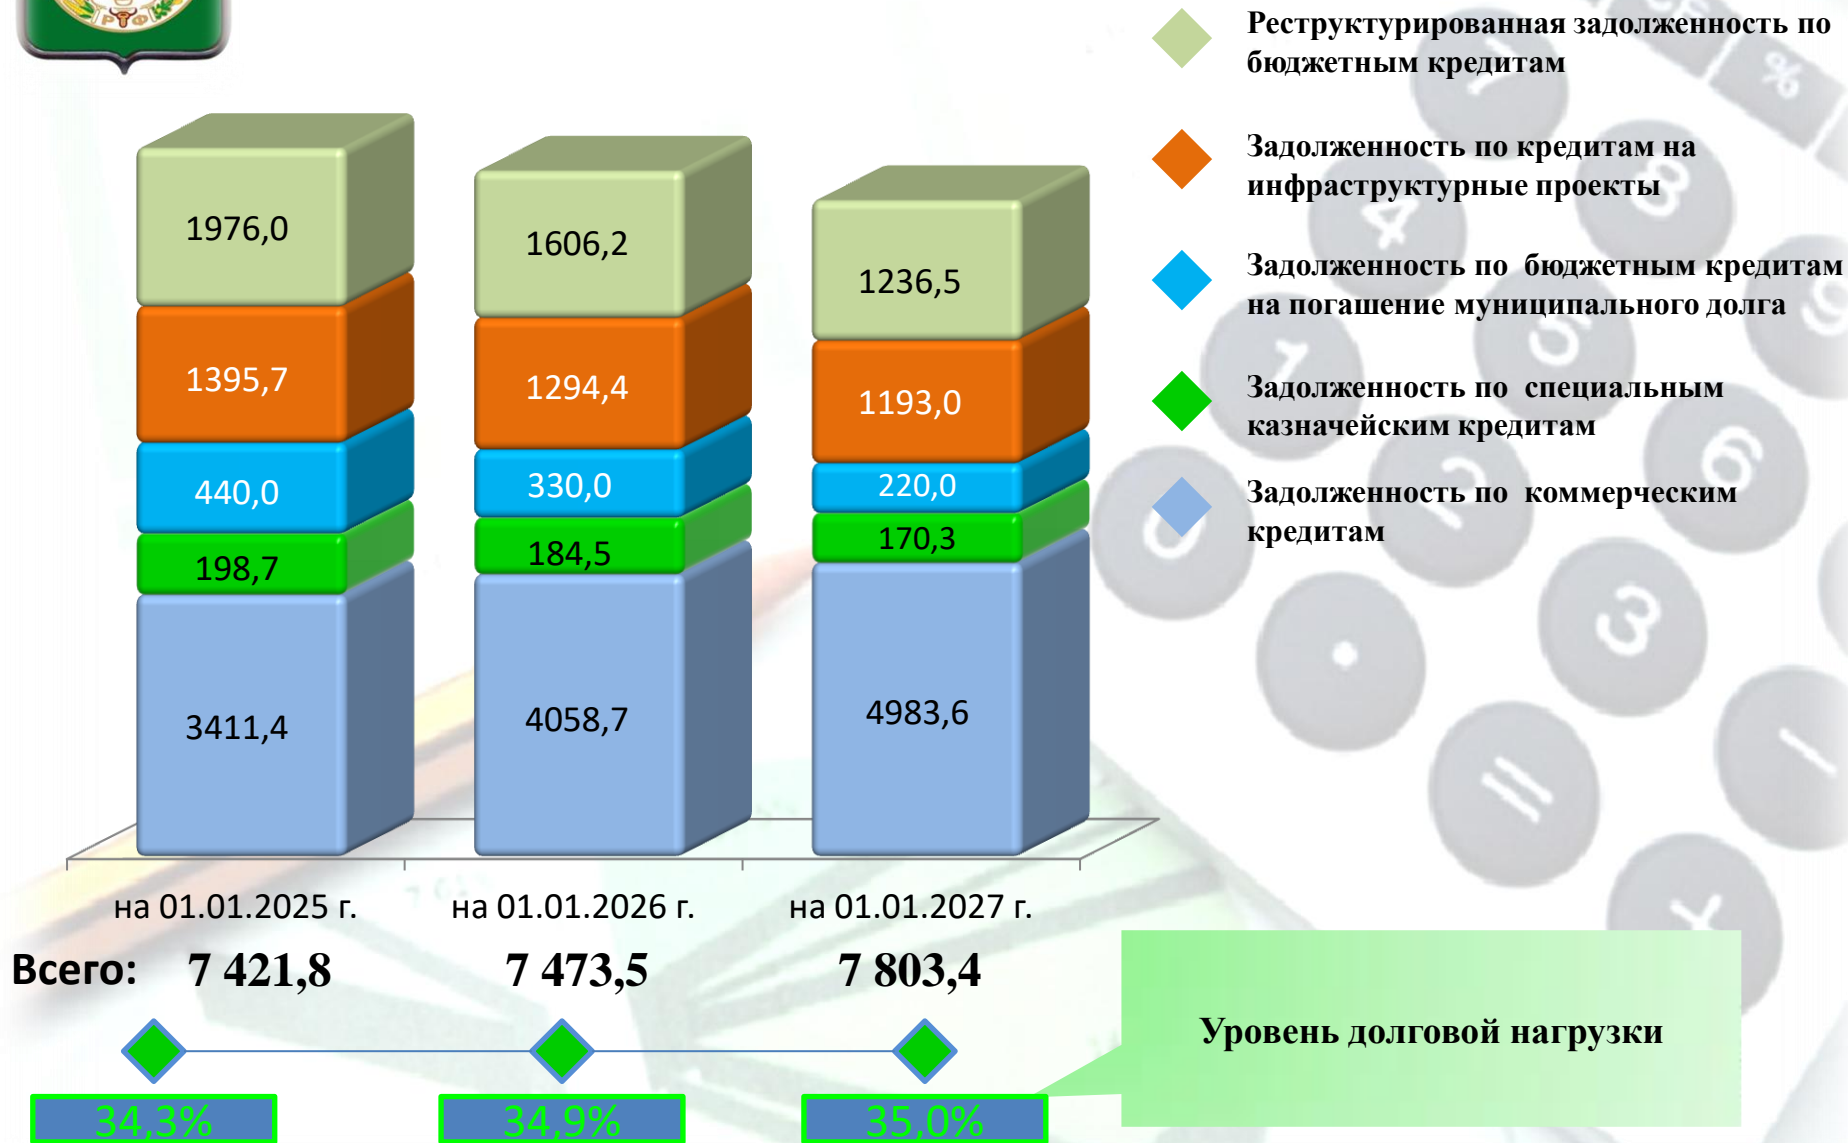 РТФ
Реструктурированная задолженность по
бюджетным кредитам
Задолженность по кредитам на
инфраструктурные проекты
Задолженность по бюджетным кредитам
на погашение муниципального долга
Задолженность по специальным
казначейским кредитам
Задолженность по коммерческим
кредитам
1976,0
1606,2
1236,5
1395,7
1294,4
1193,0
440,0
330,0
220,0
198,7
184,5
170,3
3411,4
4058,7
4983,6
на 01.01.2025 г.
на 01.01.2026 г.
на 01.01.2027 г.
Всего: 7 421,8 7 473,5 7 803,4
Уровень долговой нагрузки
34,3%
34,9%
35,0%